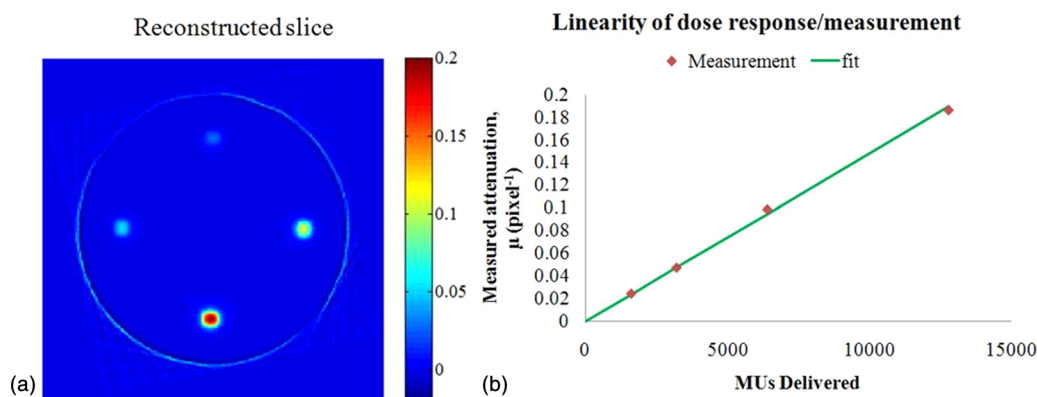 Reconstructed slice
0.2
0.15
0.1
0.05
0
(a)
Linearity of dose response/measurement
Measurement
fit
Measured attenuation,
μ (pixel-1)
0.2
0.18
0.16
0.14
0.12
0.1
0.08
0.06
0.04
0.02
0
0
5000
10000
15000
MUs Delivered
(b)